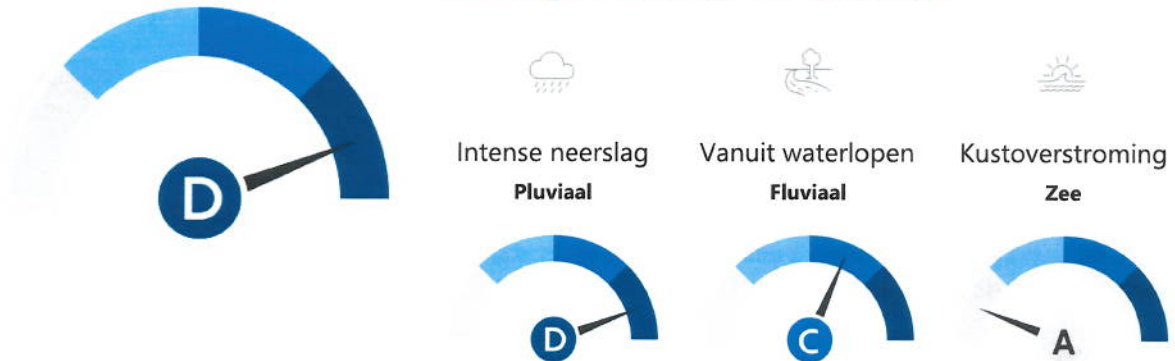 D
Intense neerslag
Pluviaal
D
Vanuit waterlopen
Fluviaal
C
Kustoverstroming
Zee
A